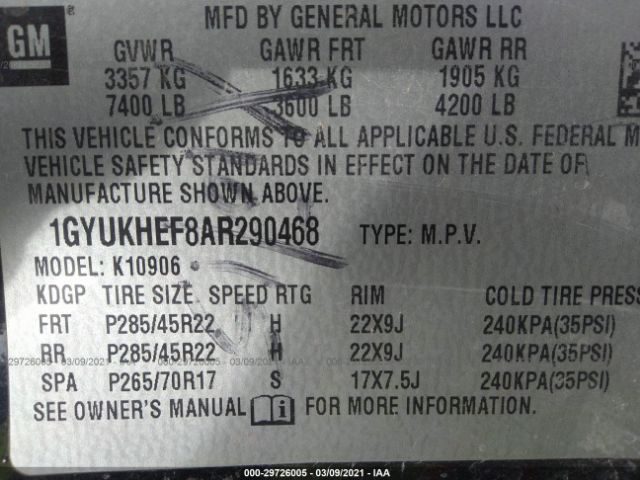 GM
MFD BY GENERAL MOTORS LLC
GVWR GAWR FRT GAWR RR
3357 KG 1633 KG 1905 KG
7400 LB 3600 LB 4200 LB
THIS VEHICLE CONFORMS TO ALL APPLICABLE U.S. FEDERAL M
VEHICLE SAFETY STANDARDS IN EFFECT ON THE DATE OF
MANUFACTURE SHOWN ABOVE.
1GYUKHEF8AR290468 TYPE: M.P.V.
MODEL: K10906
KDGP TIRE SIZE SPEED RTG RIM COLD TIRE PRESS
FRT P285/45R22 H 22X9J 240KPA(35PSI)
RR P285/45R22 H 22X9J 240KPA(35PSI)
SPA P265/70R17 S 17X7.5J 240KPA(35PSI)
SEE OWNER'S MANUAL FOR MORE INFORMATION.
000-29726005 - 03/09/2021 - IAA